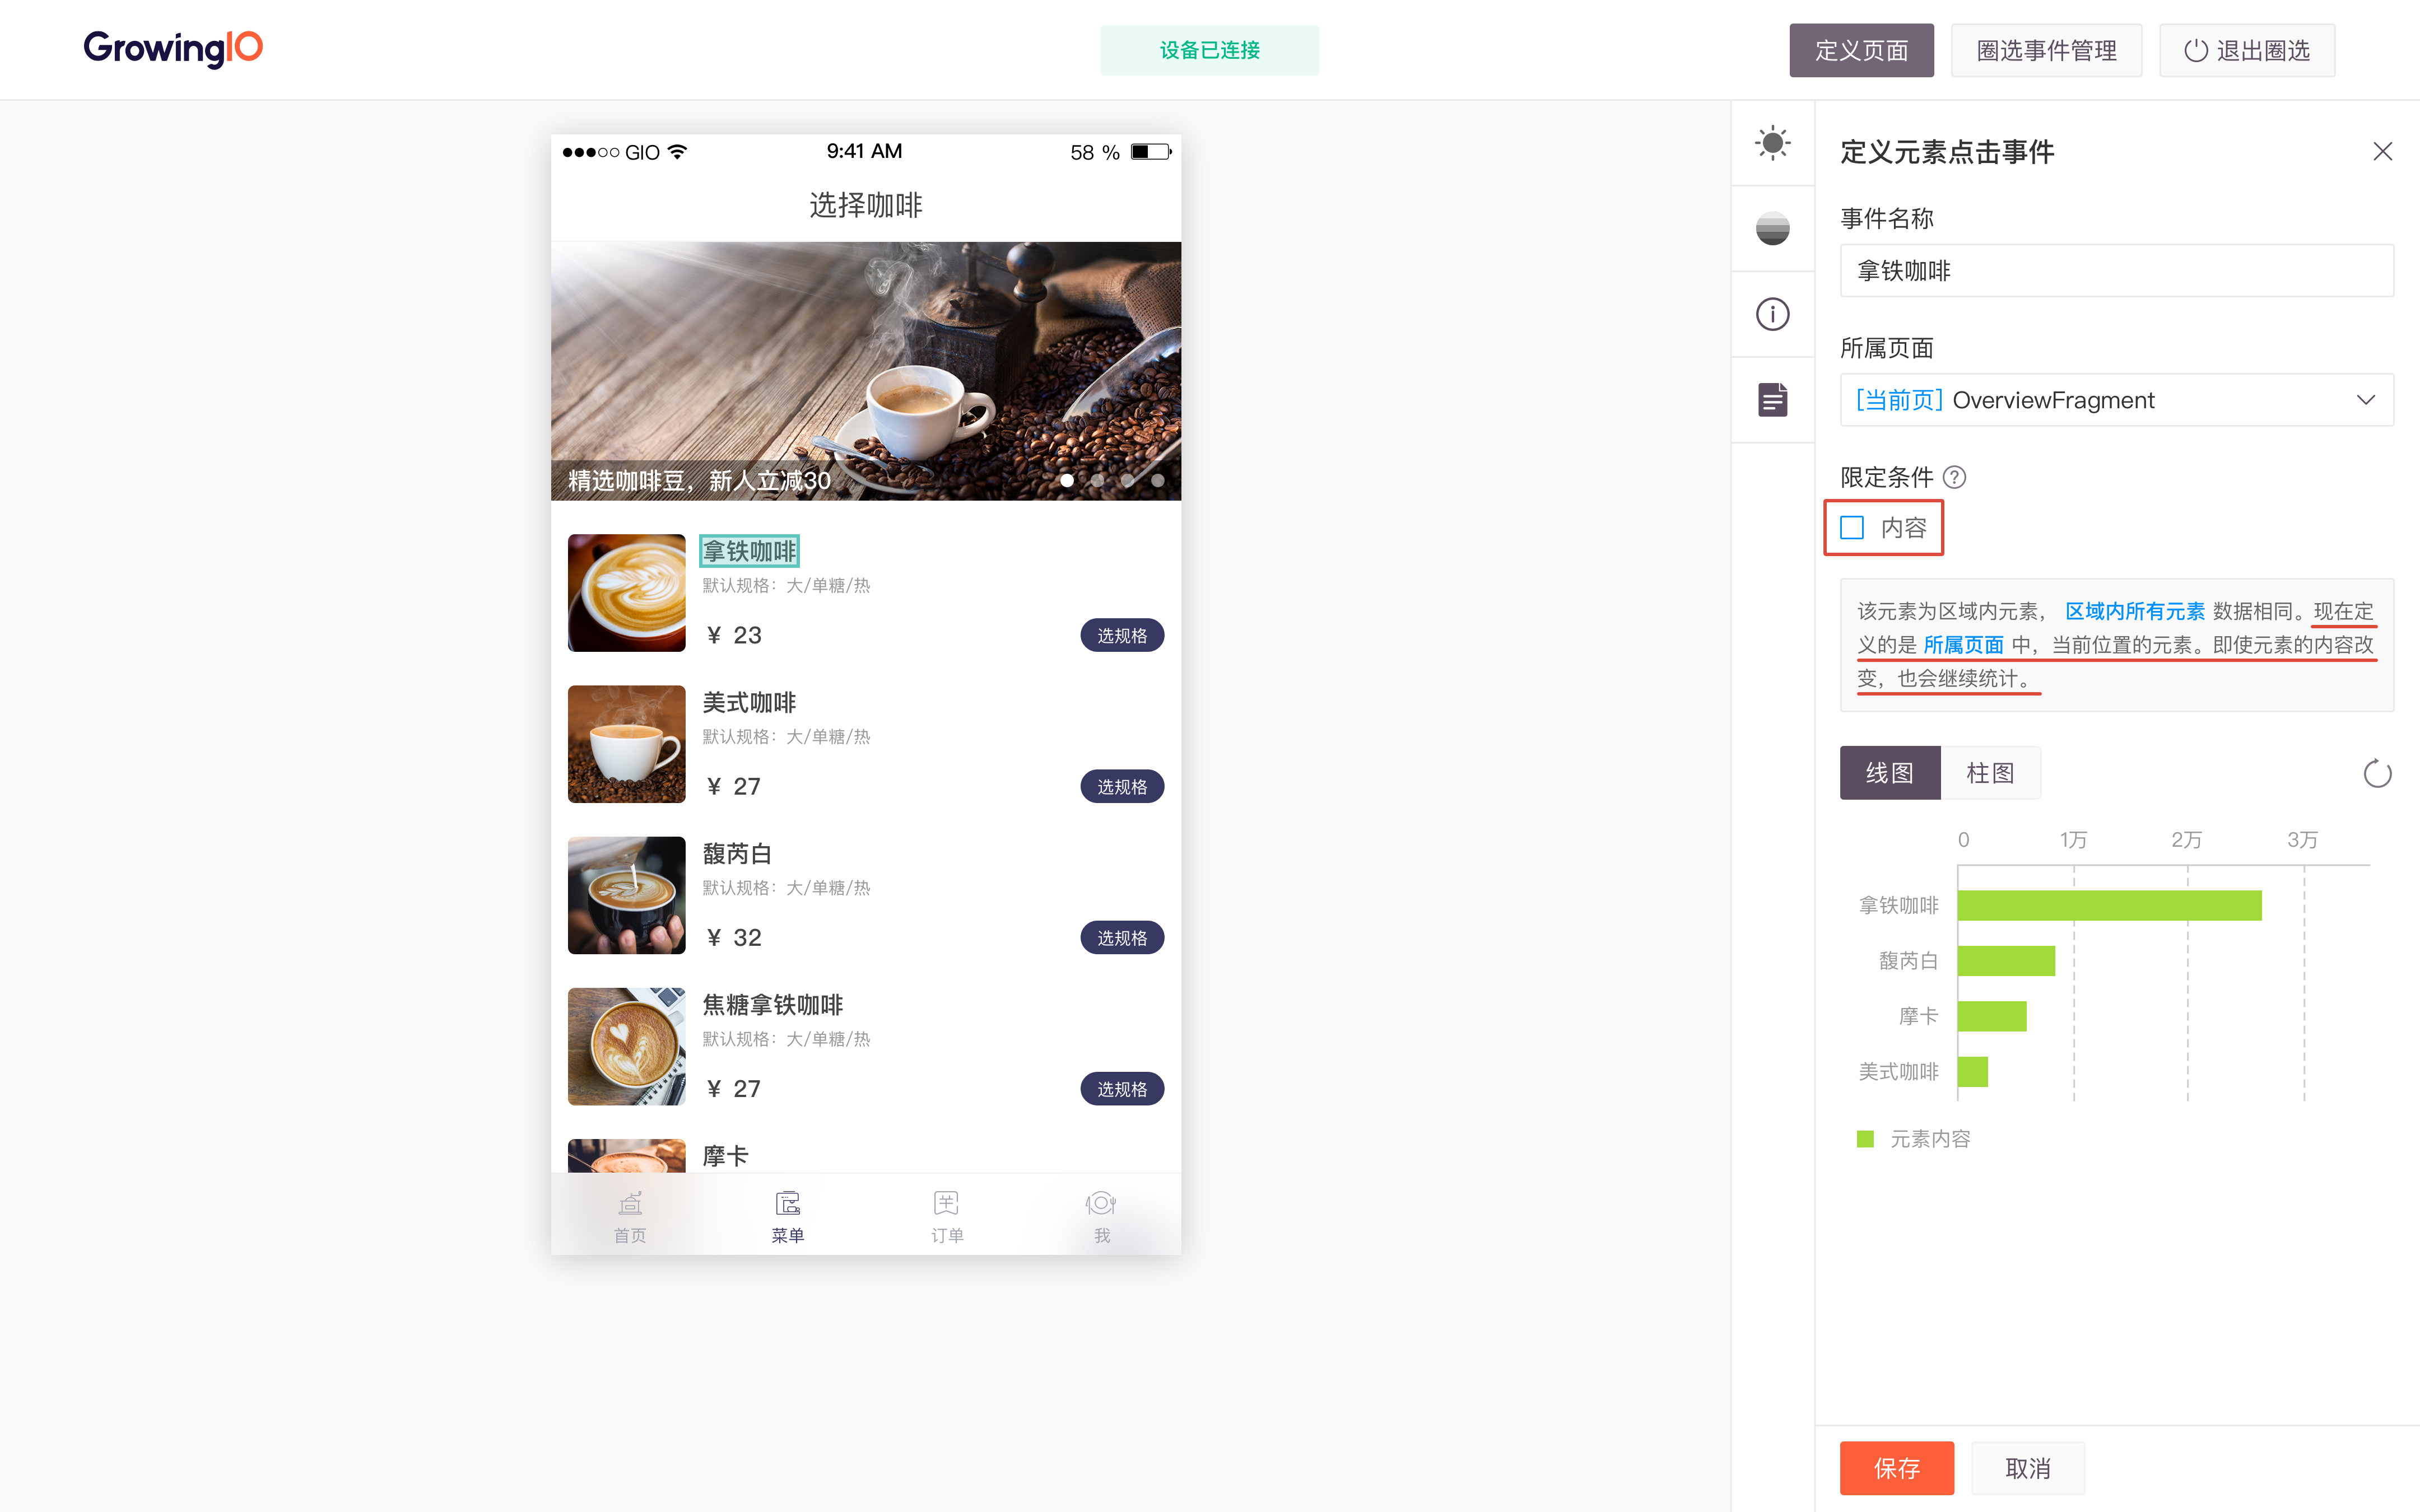 GrowingIO
设备已连接
定义页面
圈选事件管理
退出圈选
GIO
9:41 AM
58 %
选择咖啡
精选咖啡豆，新人立减30
拿铁咖啡
默认规格：大/单糖/热
¥ 23
选规格
美式咖啡
默认规格：大/单糖/热
¥ 27
选规格
馥芮白
默认规格：大/单糖/热
¥ 32
选规格
焦糖拿铁咖啡
默认规格：大/单糖/热
¥ 27
选规格
摩卡
首页
菜单
订单
我
定义元素点击事件
事件名称
拿铁咖啡
所属页面
[当前页] OverviewFragment
限定条件 ?
内容
该元素为区域内元素， 区域内所有元素 数据相同。现在定
义的是 所属页面 中，当前位置的元素。即使元素的内容改
变，也会继续统计。
线图
柱图
0 1万 2万 3万
拿铁咖啡
馥芮白
摩卡
美式咖啡
元素内容
保存
取消